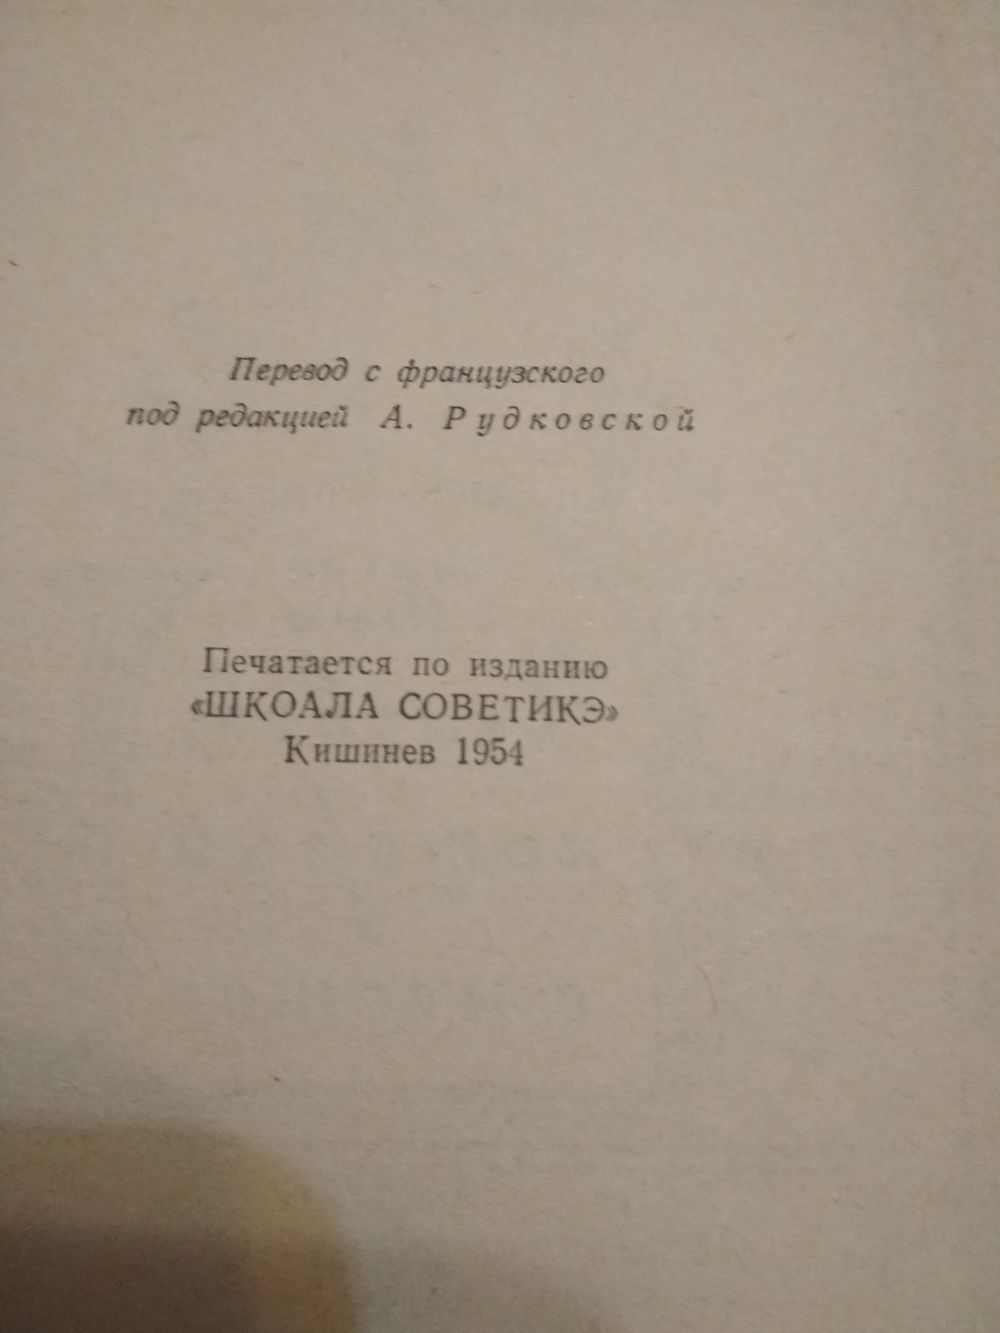 Перевод с французского
под редакцией А. Рудковской
Печатается по изданию
«ШКОАЛА СОВЕТИКЭ»
Кишинев 1954